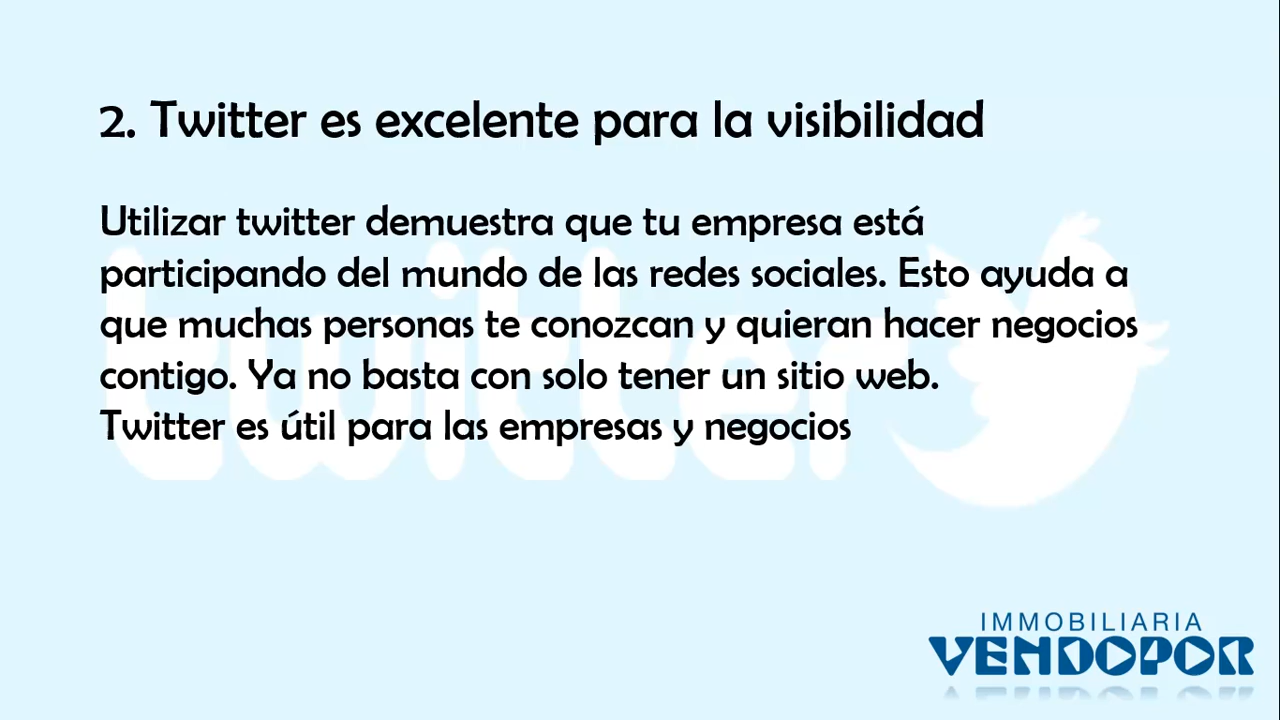 2. Twitter es excelente para la visibilidad
Utilizar twitter demuestra que tu empresa está
participando del mundo de las redes sociales. Esto ayuda a
que muchas personas te conozcan y quieran hacer negocios
contigo. Ya no basta con solo tener un sitio web.
Twitter es útil para las empresas y negocios
twitter
IMMOBILIARIA
VENDOPOR